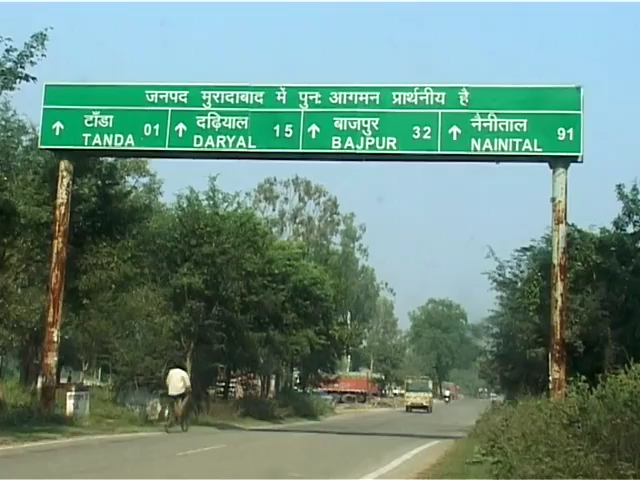 जनपद मुरादाबाद में पुनः आगमन प्रार्थनीय है
टाँडा 01
TANDA
दढ़ियाल 15
DARYAL
बाजपुर 32
BAJPUR
नैनीताल 91
NAINITAL